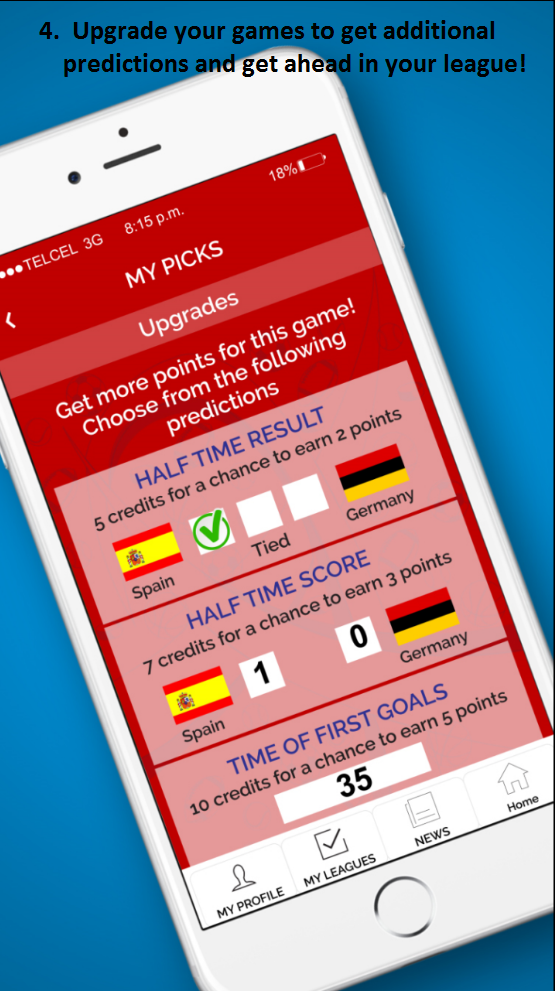 4. Upgrade your games to get additional
predictions and get ahead in your league!
TELCEL 3G 8:15 p.m. 18%
MY PICKS
Upgrades
Get more points for this game!
Choose from the following
predictions
HALF TIME RESULT
5 credits for a chance to earn 2 points
Spain Tied Germany
HALF TIME SCORE
7 credits for a chance to earn 3 points
1 0
Spain Germany
TIME OF FIRST GOALS
10 credits for a chance to earn 5 points
35
MY PROFILE MY LEAGUES NEWS Home